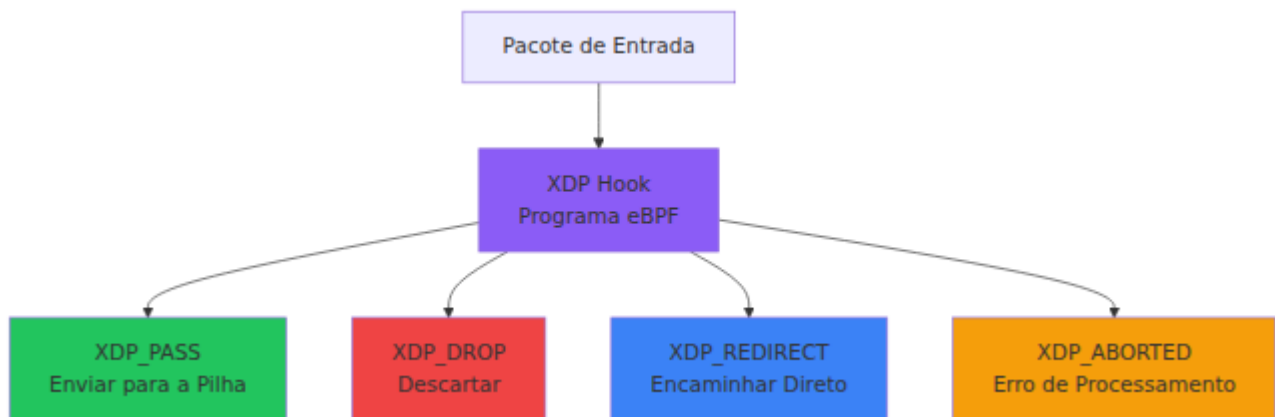 Pacote de Entrada
XDP Hook
Programa eBPF
XDP_PASS
Enviar para a Pilha
XDP_DROP
Descartar
XDP_REDIRECT
Encaminhar Direto
XDP_ABORTED
Erro de Processamento